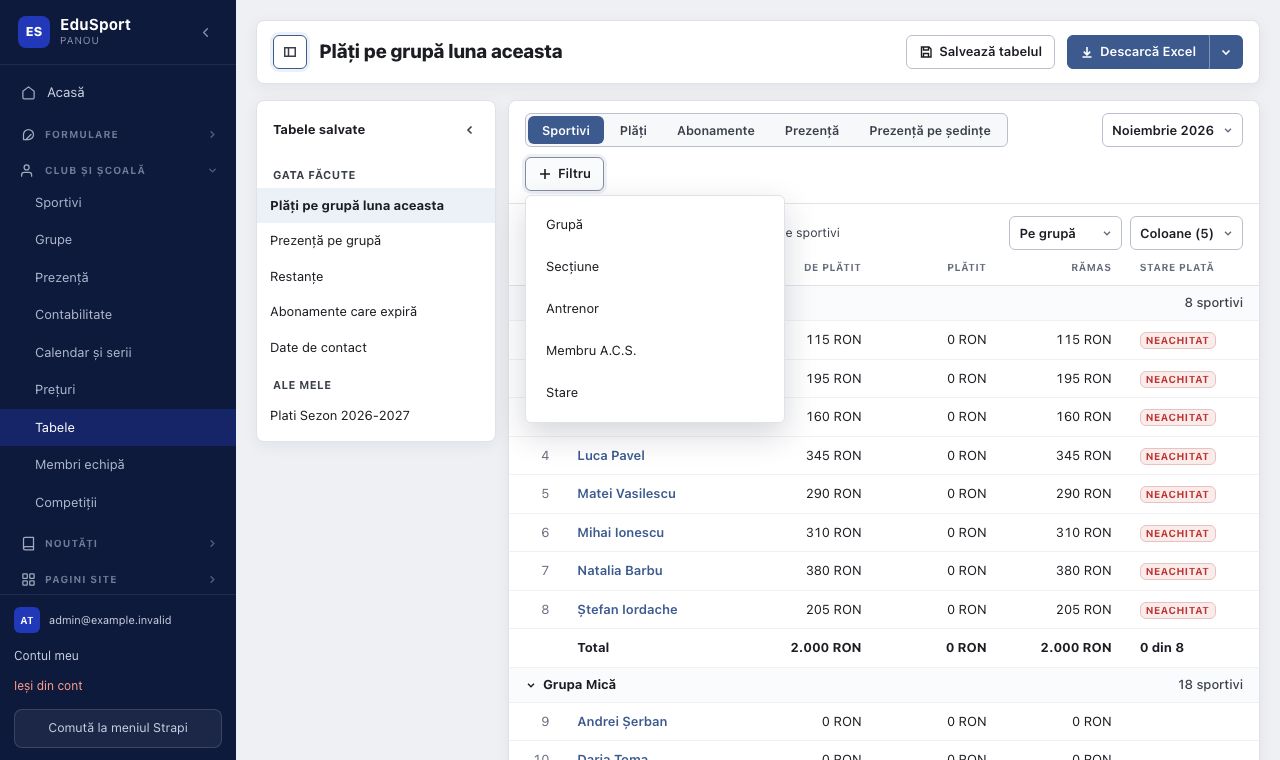 ES
EduSport
PANOU
Acasă
FORMULARE
CLUB ȘI ȘCOALĂ
Sportivi
Grupe
Prezență
Contabilitate
Calendar și serii
Prețuri
Tabele
Membri echipă
Competiții
NOUTĂȚI
PAGINI SITE
AT
admin@example.invalid
Contul meu
Ieși din cont
Comută la meniul Strapi
Plăți pe grupă luna aceasta
Salvează tabelul
Descarcă Excel
Tabele salvate
GATA FĂCUTE
Plăți pe grupă luna aceasta
Prezență pe grupă
Restanțe
Abonamente care expiră
Date de contact
ALE MELE
Plati Sezon 2026-2027
Sportivi Plăți Abonamente Prezență Prezență pe ședințe
Noiembrie 2026
+ Filtru
Grupă
Secțiune
Antrenor
Membru A.C.S.
Stare
e sportivi
Pe grupă
Coloane (5)
DE PLĂTIT PLĂTIT RĂMAS STARE PLATĂ
8 sportivi
115 RON 0 RON 115 RON NEACHITAT
195 RON 0 RON 195 RON NEACHITAT
160 RON 0 RON 160 RON NEACHITAT
4 Luca Pavel 345 RON 0 RON 345 RON NEACHITAT
5 Matei Vasilescu 290 RON 0 RON 290 RON NEACHITAT
6 Mihai Ionescu 310 RON 0 RON 310 RON NEACHITAT
7 Natalia Barbu 380 RON 0 RON 380 RON NEACHITAT
8 Ștefan Iordache 205 RON 0 RON 205 RON NEACHITAT
Total 2.000 RON 0 RON 2.000 RON 0 din 8
Grupa Mică 18 sportivi
9 Andrei Șerban 0 RON 0 RON 0 RON
10 Daria Toma 0 RON 0 RON 0 RON